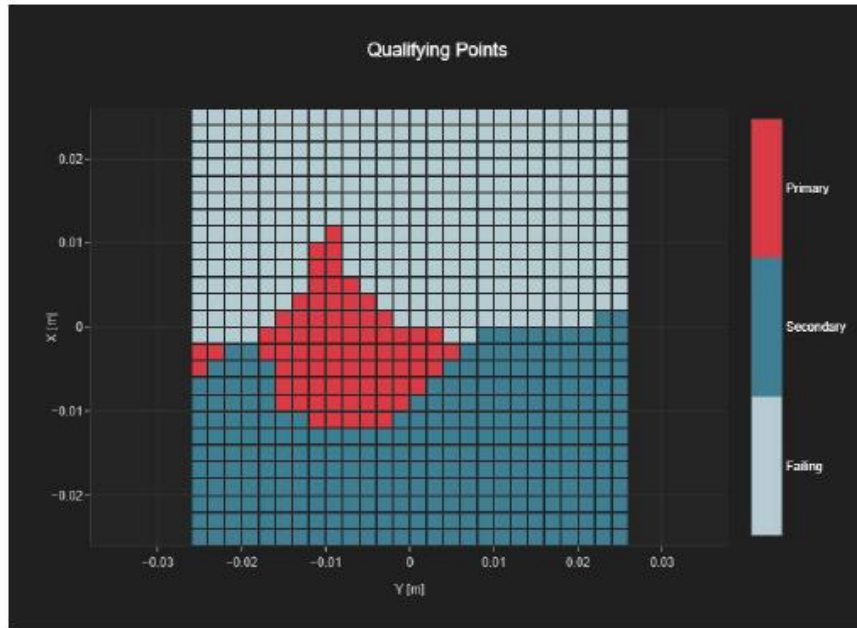 Qualifying Points
0.02
0.01
0
−0.01
−0.02
X [m]
−0.03
−0.02
−0.01
0
0.01
0.02
0.03
Y [m]
Primary
Secondary
Failing